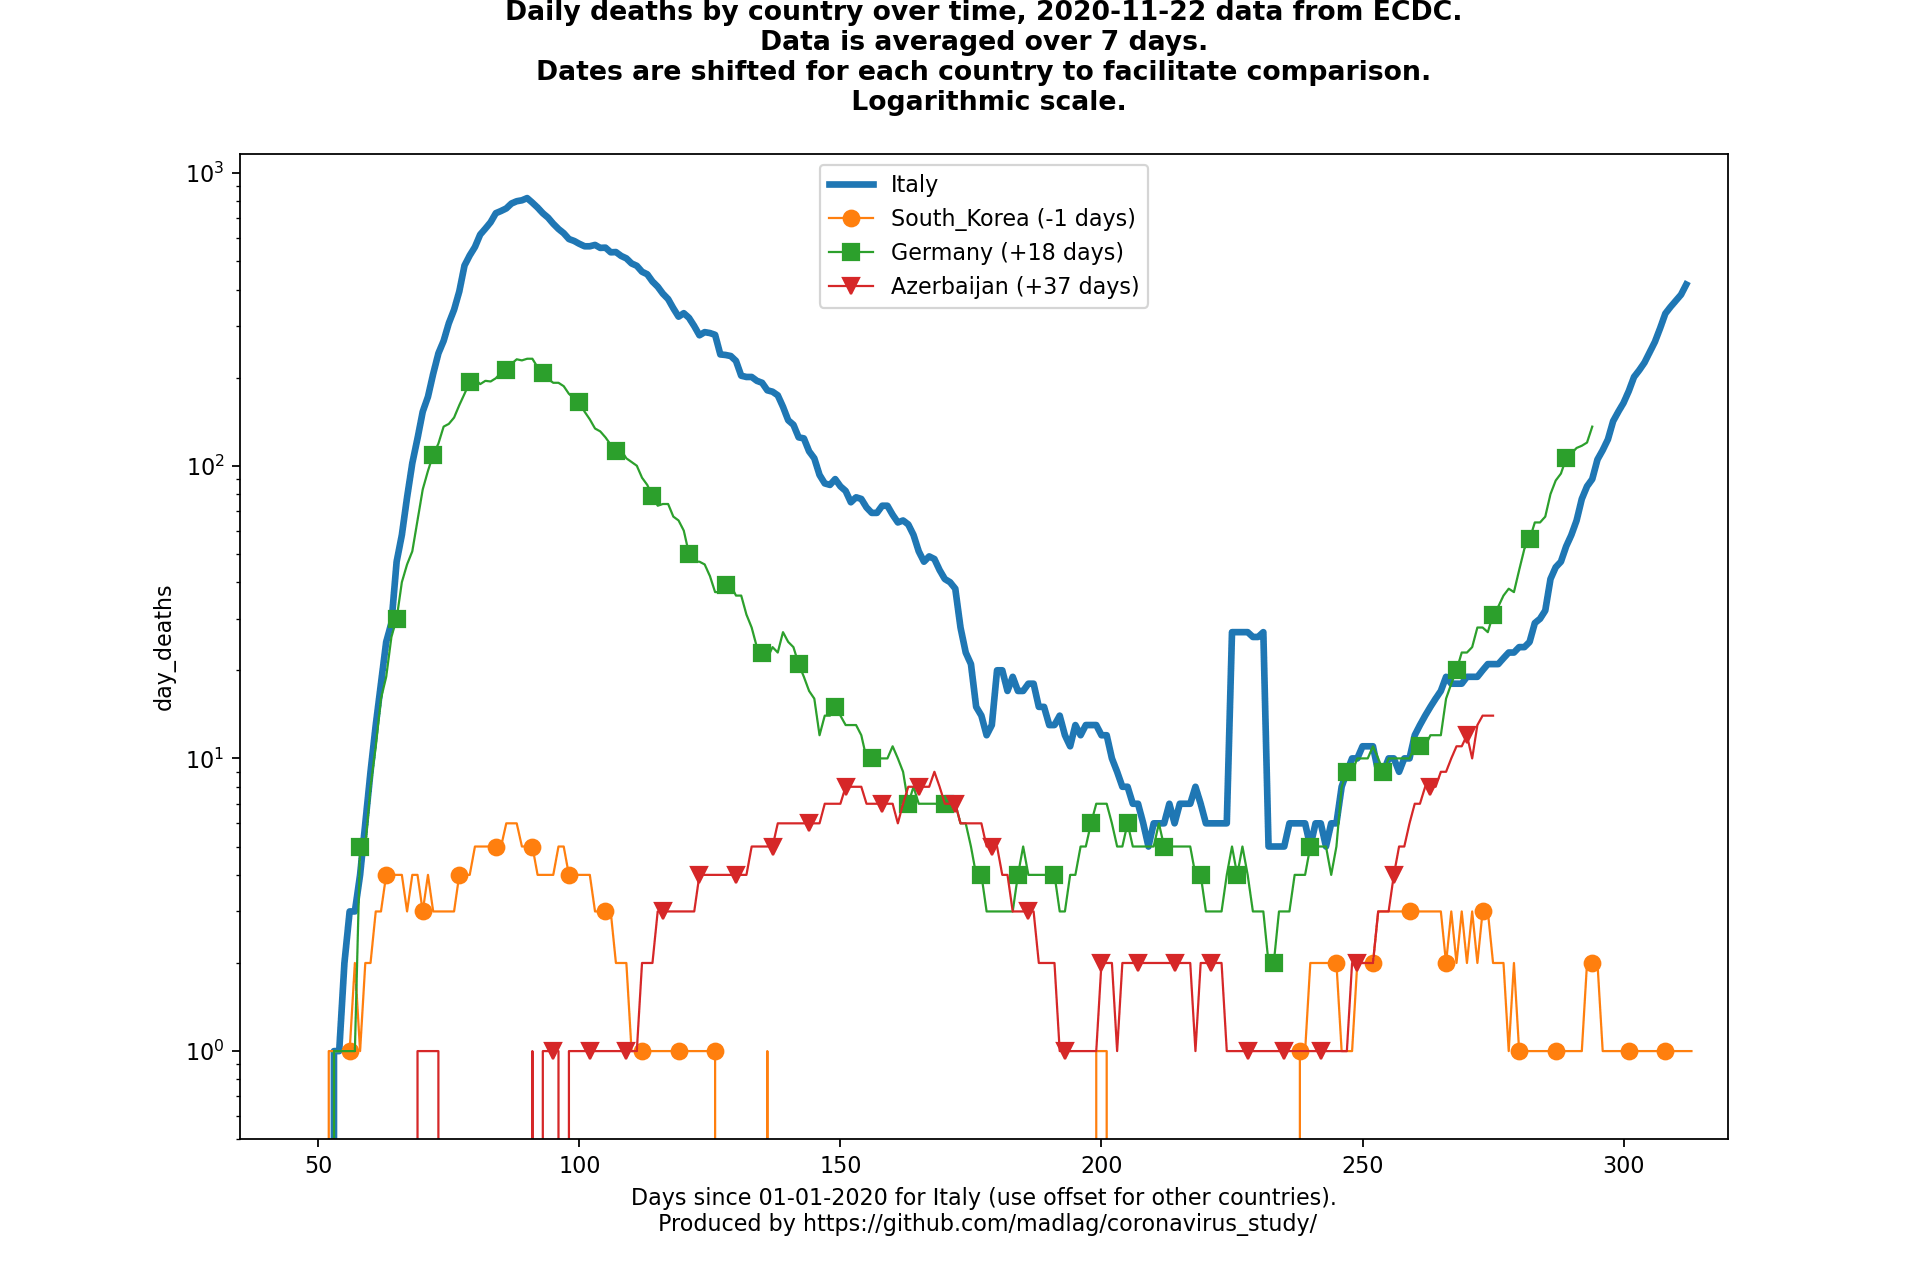 Daily deaths by country over time, 2020-11-22 data from ECDC.
Data is averaged over 7 days.
Dates are shifted for each country to facilitate comparison.
Logarithmic scale.
10³
10²
10¹
10⁰
day_deaths
Italy
South_Korea (-1 days)
Germany (+18 days)
Azerbaijan (+37 days)
50 100 150 200 250 300
Days since 01-01-2020 for Italy (use offset for other countries).
Produced by https://github.com/madlag/coronavirus_study/